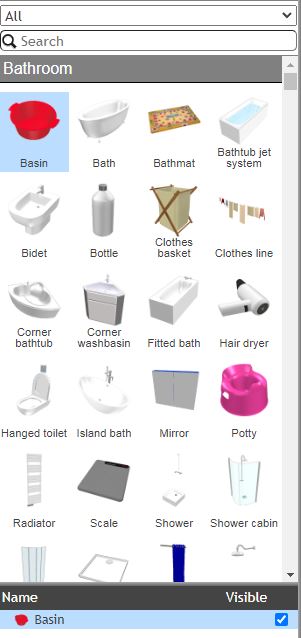 All
Search
Bathroom
Basin
Bath
Bathmat
Bathtub jet
system
Bidet
Bottle
Clothes
basket
Clothes line
Corner
bathtub
Corner
washbasin
Fitted bath
Hair dryer
Hanged toilet
Island bath
Mirror
Potty
Radiator
Scale
Shower
Shower cabin
Name Visible
Basin